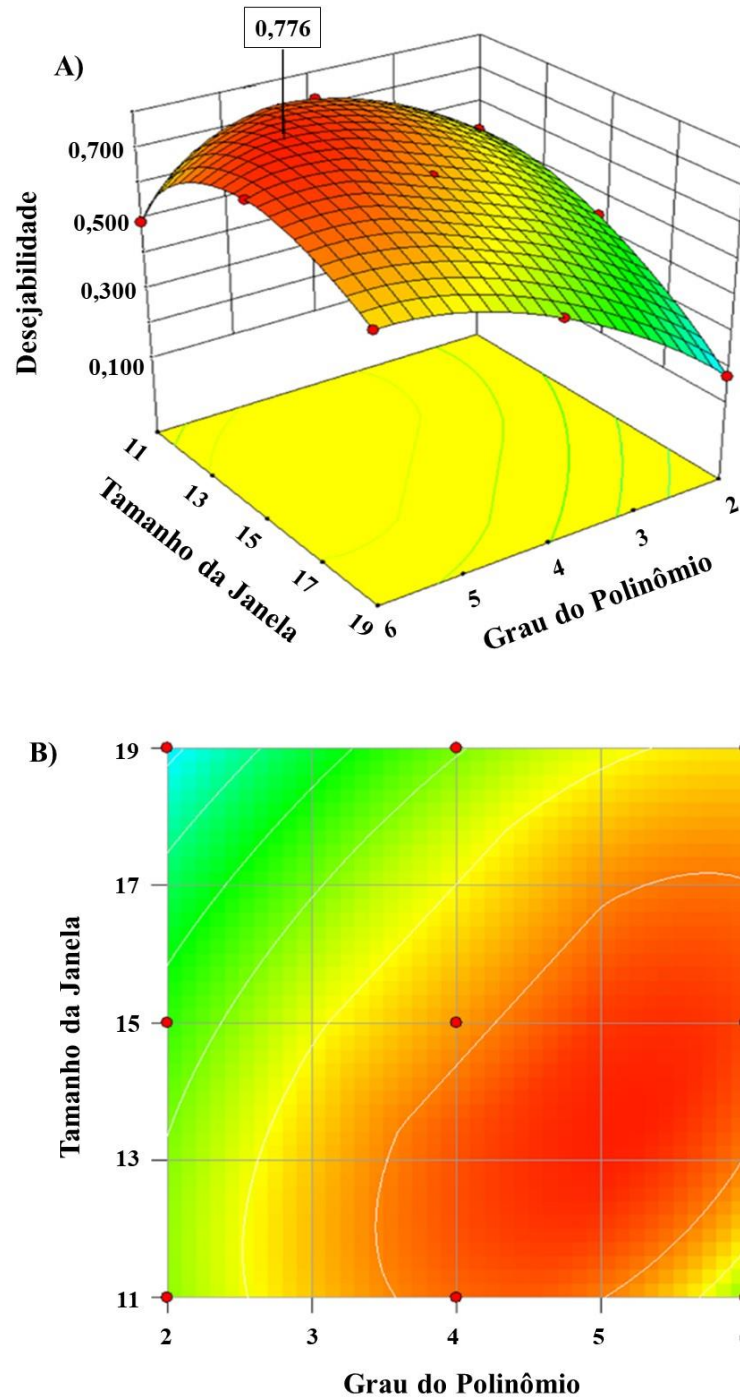 0,776
A)
0,700
0,500
0,300
0,100
Desejabilidade
11
13
15
17
19
Tamanho da Janela
6
5
4
3
2
Grau do Polinômio
B)
19
17
15
13
11
Tamanho da Janela
2 3 4 5
Grau do Polinômio